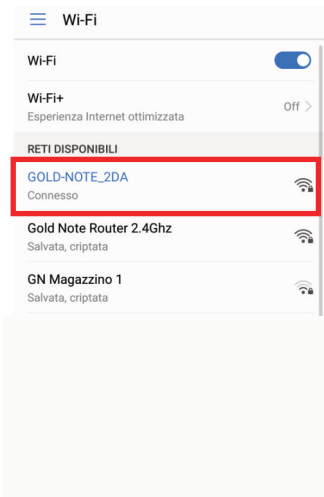 Wi-Fi
Wi-Fi
Wi-Fi+
Esperienza Internet ottimizzata
Off
RETI DISPONIBILI
GOLD-NOTE_2DA
Connesso
Gold Note Router 2.4Ghz
Salvata, criptata
GN Magazzino 1
Salvata, criptata